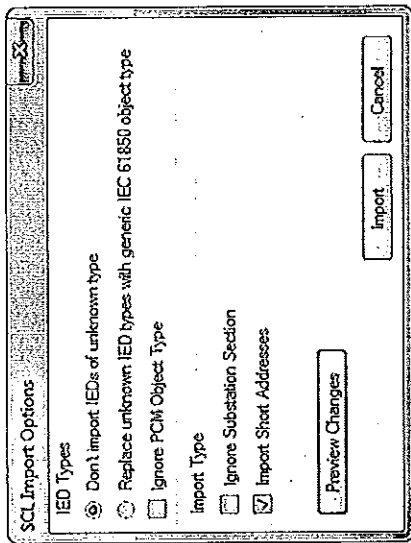 SCL Import Options
IED Types
Don't import IEDs of unknown type
Replace unknown IED types with generic IEC 61850 object type
Ignore PCM Object Type
Import Type
Ignore Substation Section
Import Short Addresses
Preview Changes
Import
Cancel